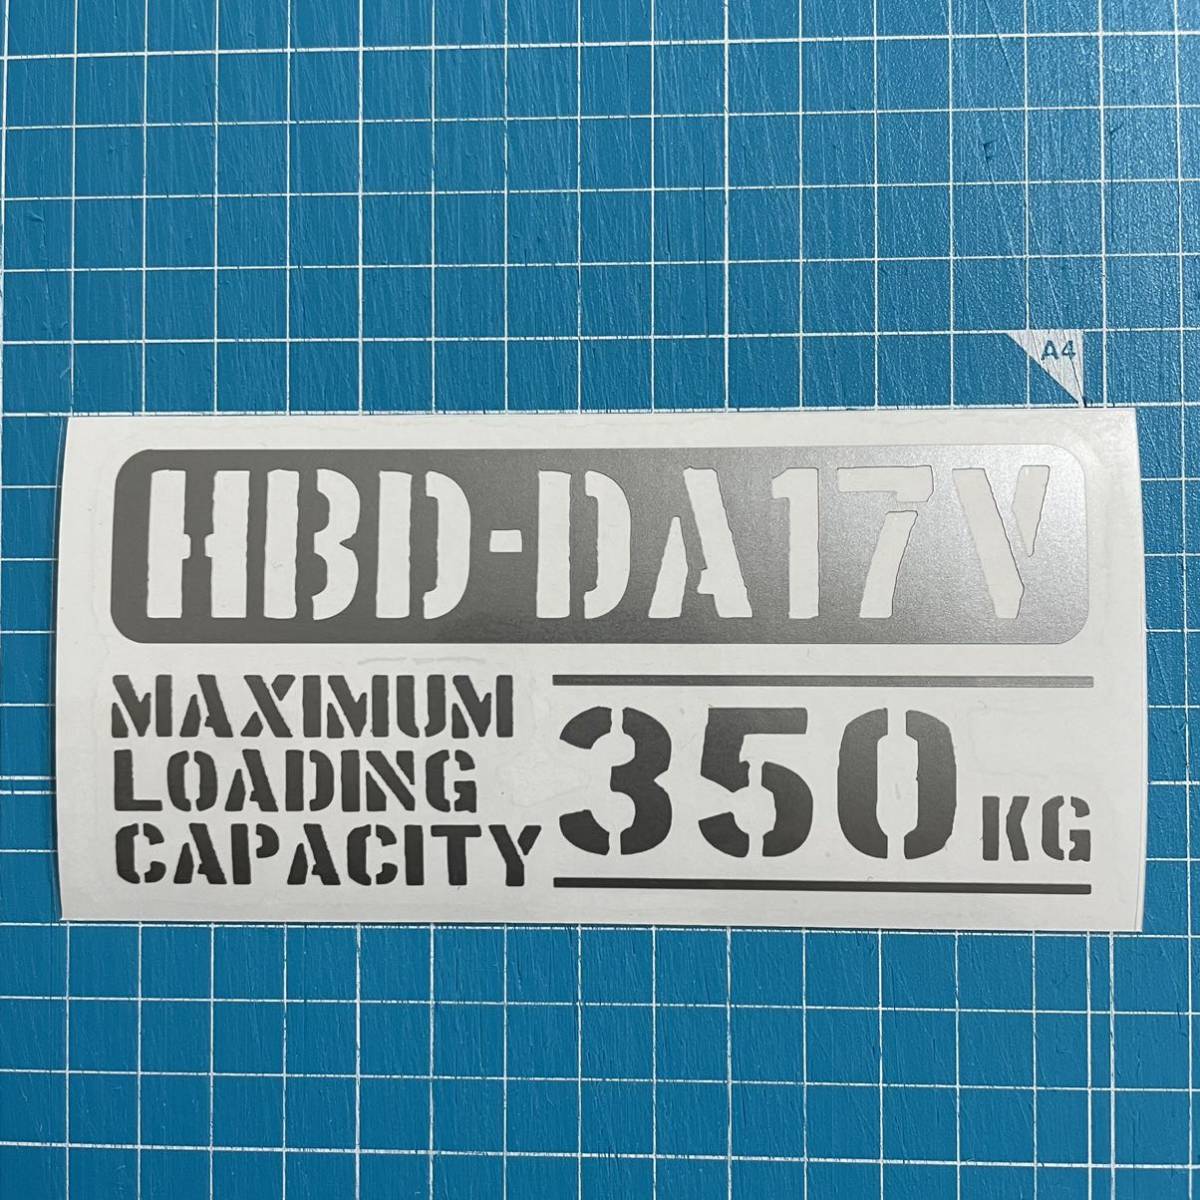 A4
HBD-DA17V
MAXIMUM
LOADING
CAPACITY
350 KG